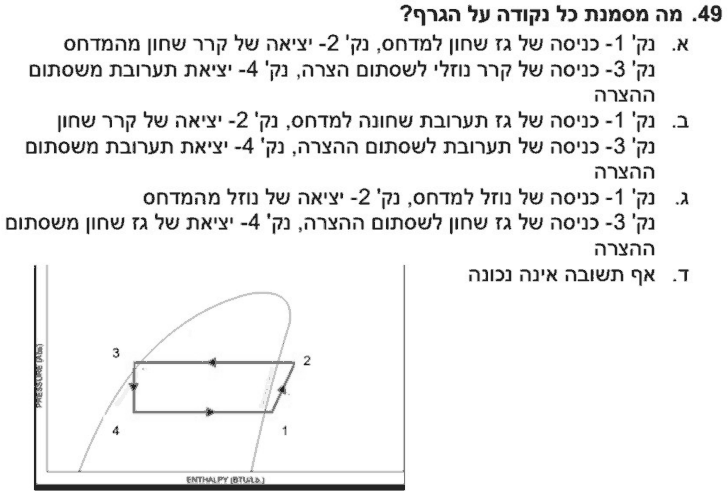 49. מה מסמנת כל נקודה על הגרף?
א. נק' 1- כניסה של גז שחון למדחס, נק' 2- יציאה של קרר שחון מהמדחס
נק' 3- כניסה של קרר נוזלי לשסתום הצרה, נק' 4- יציאת תערובת משסתום
ההצרה
ב. נק' 1- כניסה של גז תערובת שחונה למדחס, נק' 2- יציאה של קרר שחון
נק' 3- כניסה של תערובת לשסתום ההצרה, נק' 4- יציאת תערובת משסתום
ההצרה
ג. נק' 1- כניסה של נוזל למדחס, נק' 2- יציאה של נוזל מהמדחס
נק' 3- כניסה של גז שחון לשסתום ההצרה, נק' 4- יציאת של גז שחון משסתום
ההצרה
ד. אף תשובה אינה נכונה
3
2
PRESSURE (Abs)
4
1
ENTHALPY (BTU/Lb.)